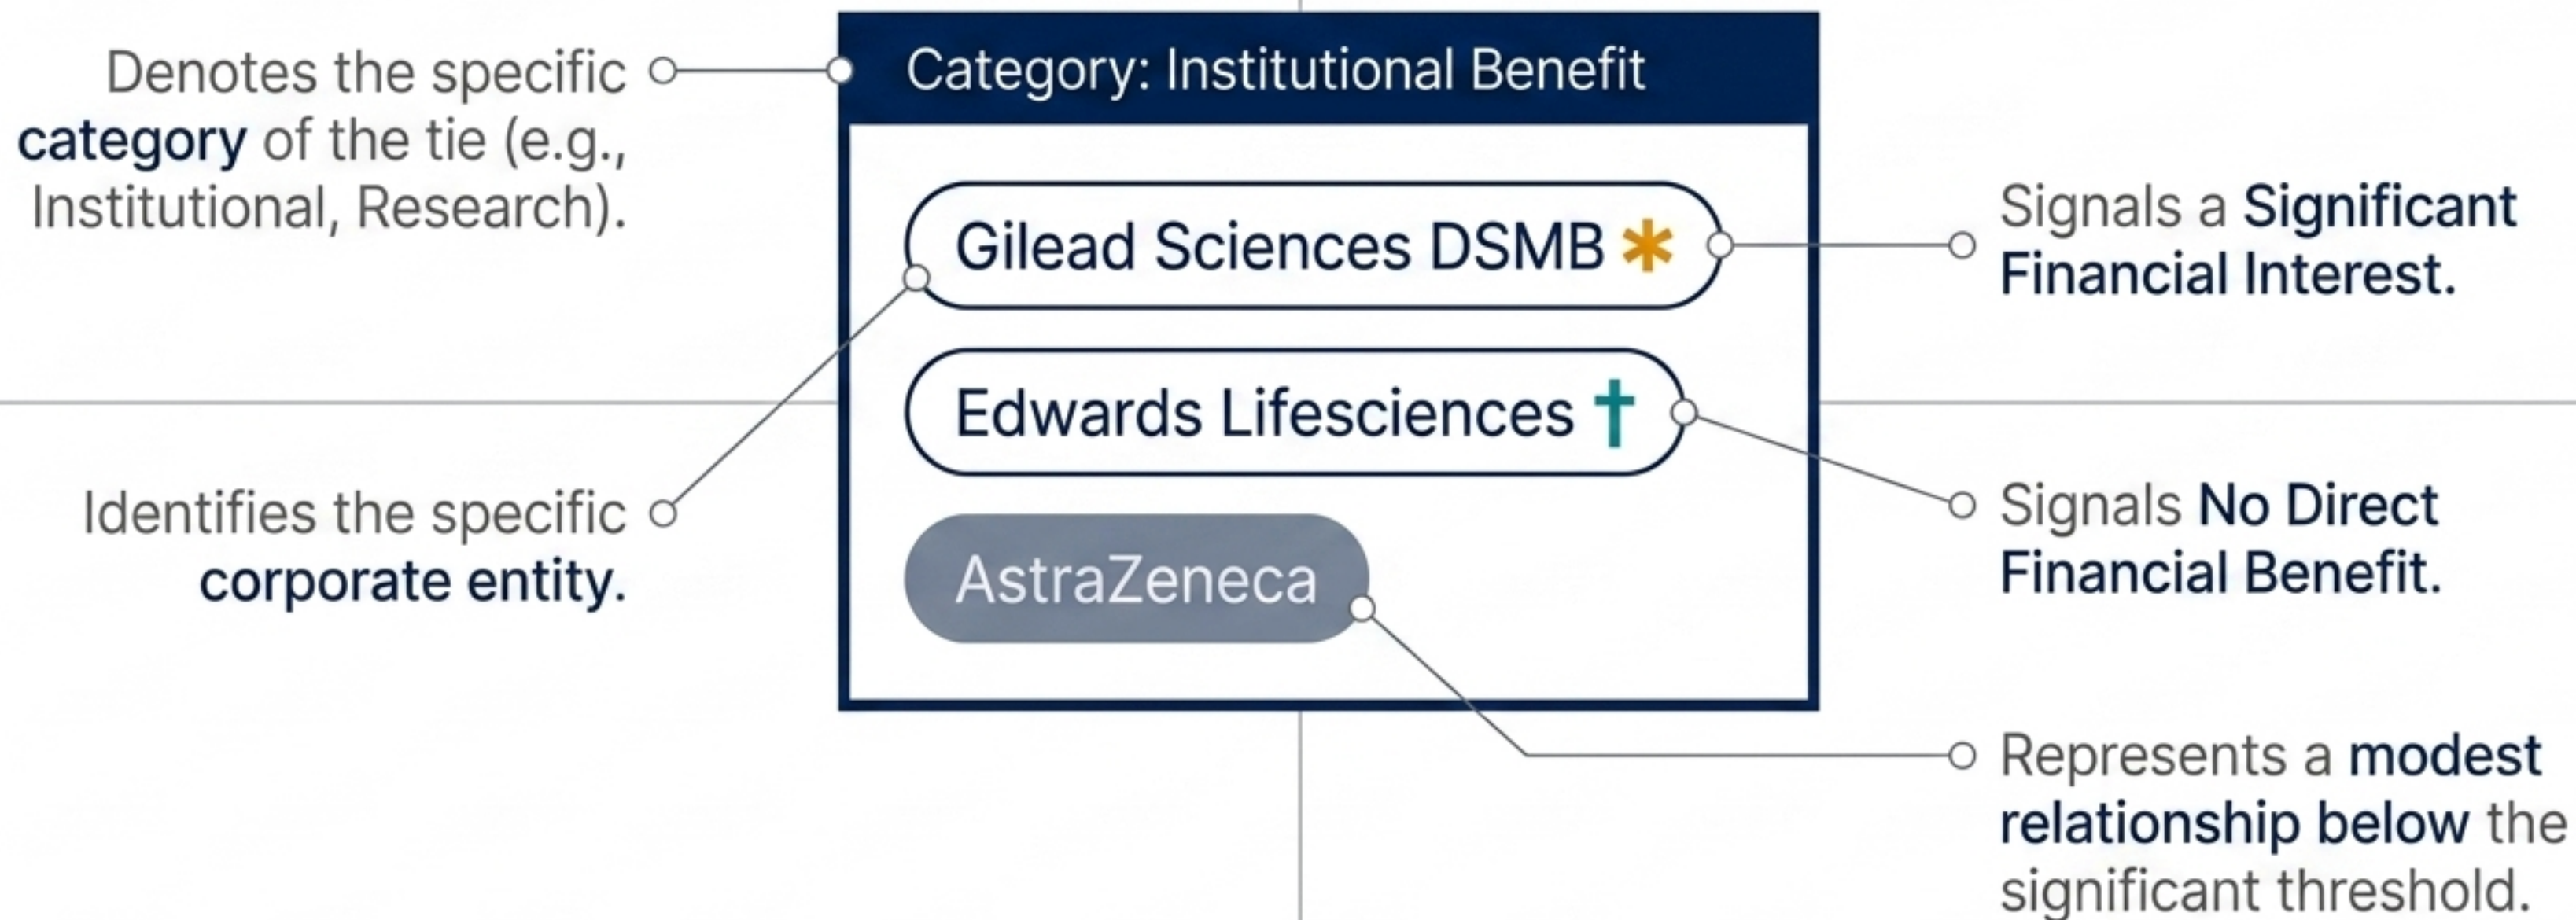 Denotes the specific
category of the tie (e.g.,
Institutional, Research).
Identifies the specific
corporate entity.
Category: Institutional Benefit
Gilead Sciences DSMB *
Edwards Lifesciences †
AstraZeneca
Signals a Significant
Financial Interest.
Signals No Direct
Financial Benefit.
Represents a modest
relationship below the
significant threshold.